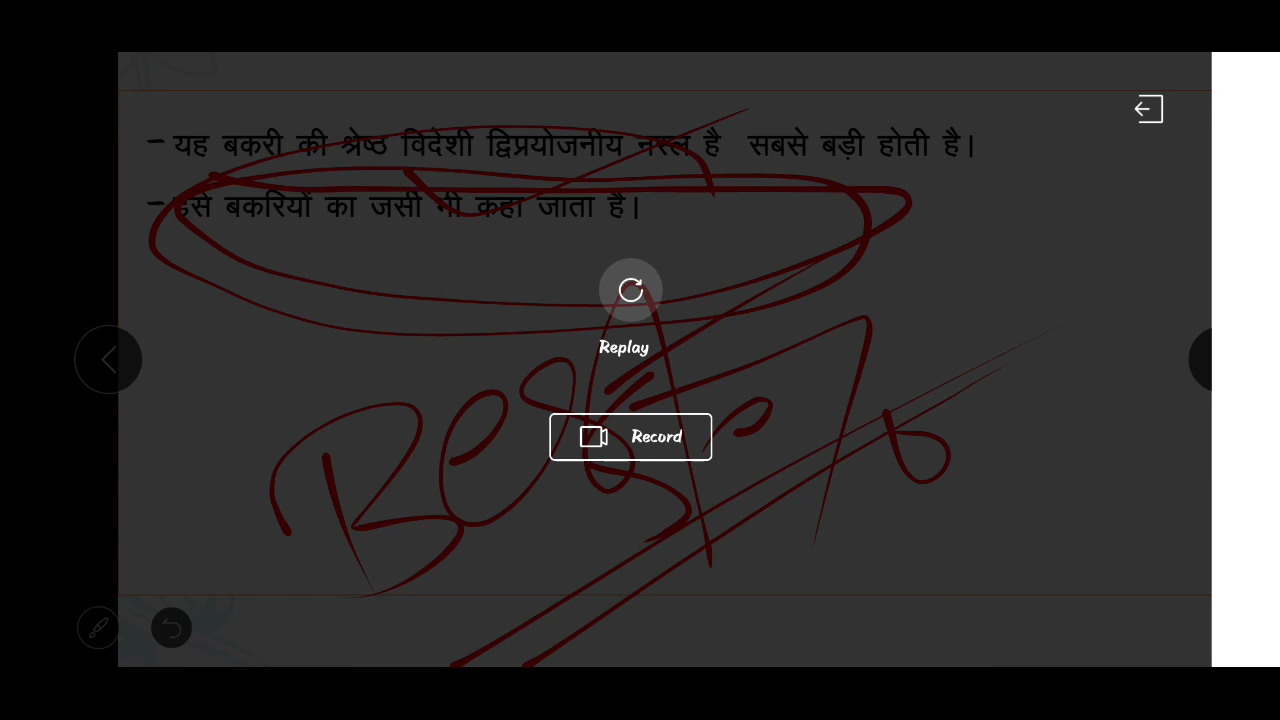 – यह बकरी की श्रेष्ठ विदेशी द्विप्रयोजनीय नस्ल है सबसे बड़ी होती है।
– इसे बकरियों का जर्सी भी कहा जाता है।
Replay
Record